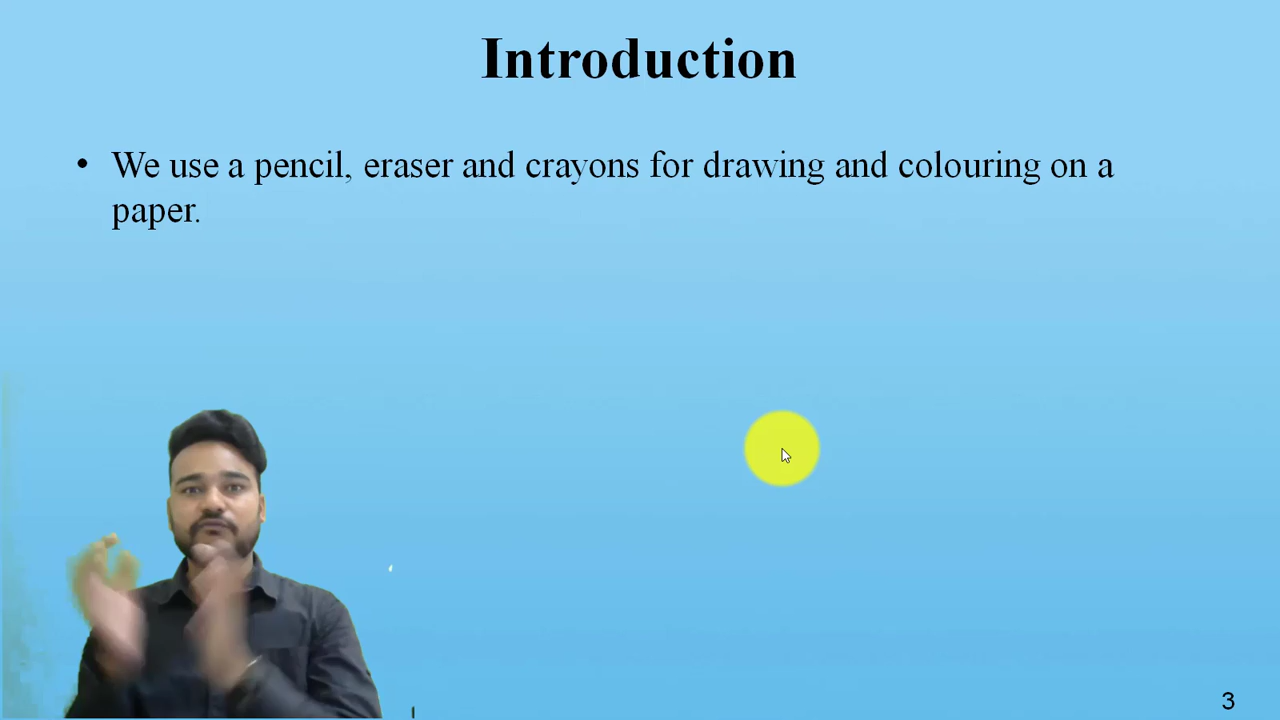 Introduction
• We use a pencil, eraser and crayons for drawing and colouring on a
paper.
3